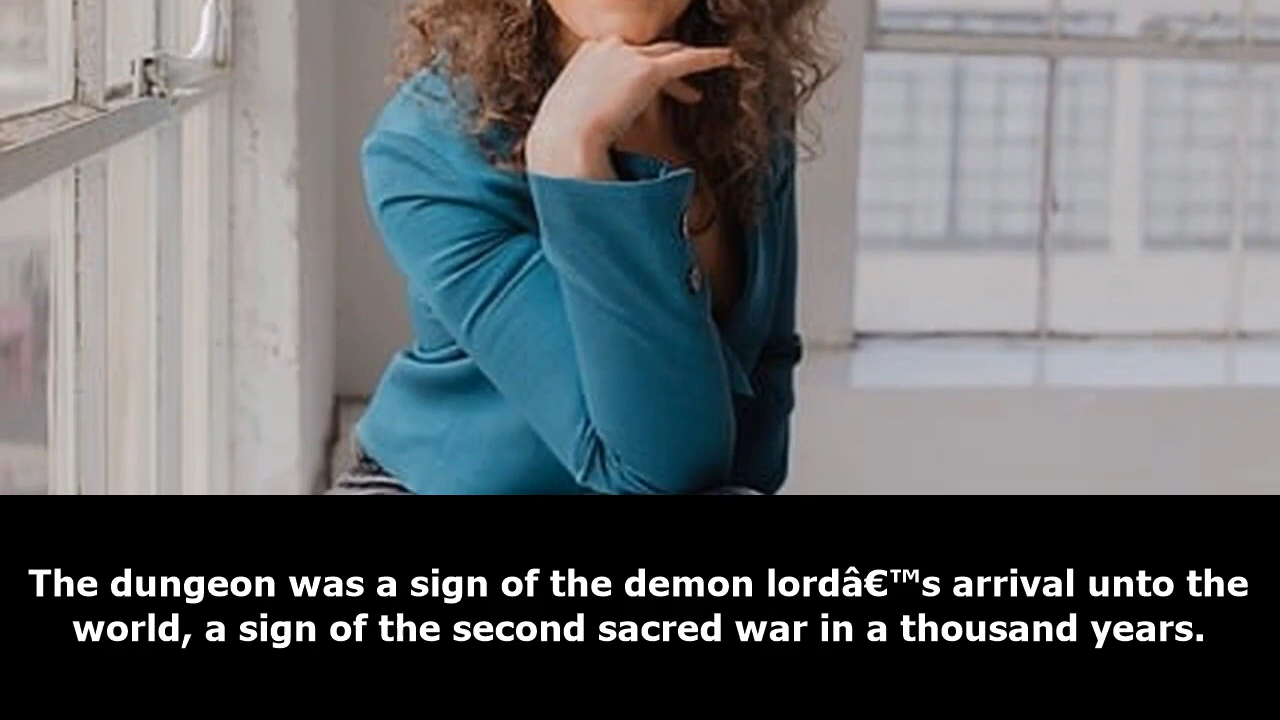 The dungeon was a sign of the demon lordâ€™s arrival unto the
world, a sign of the second sacred war in a thousand years.